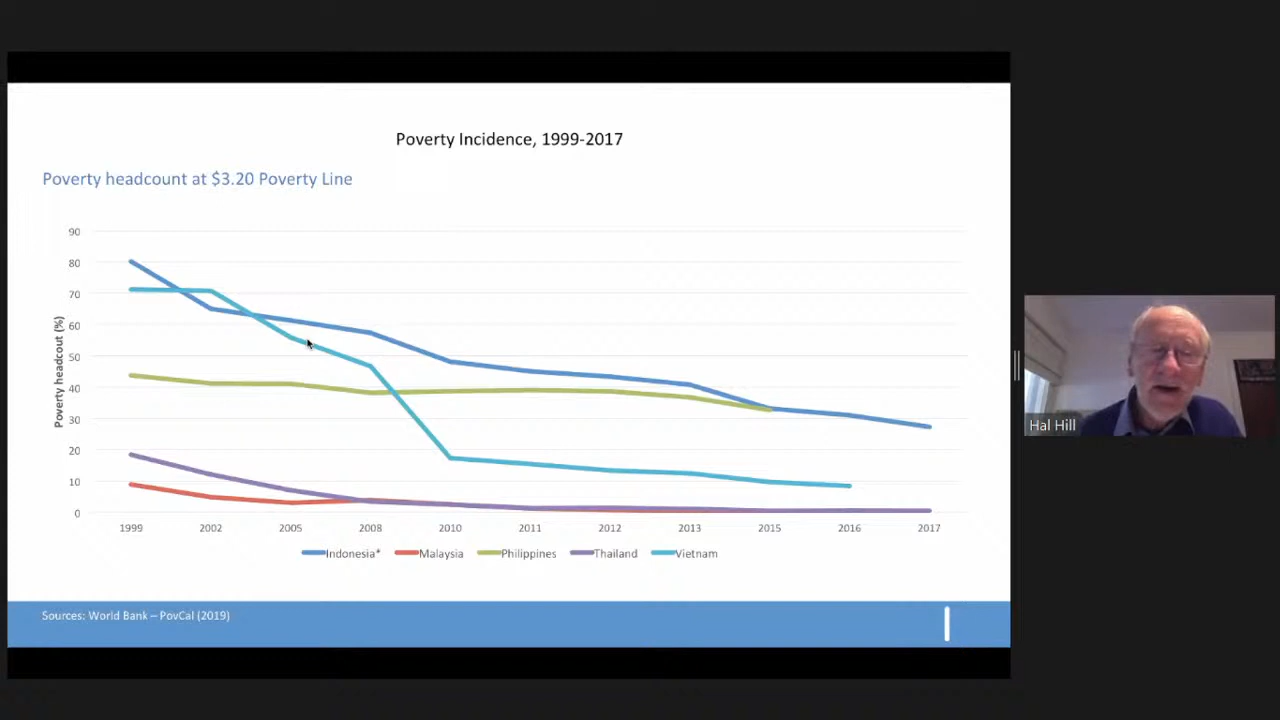 Poverty Incidence, 1999-2017
Poverty headcount at $3.20 Poverty Line
Poverty headcout (%)
90
80
70
60
50
40
30
20
10
0
1999 2002 2005 2008 2010 2011 2012 2013 2015 2016 2017
Indonesia* Malaysia Philippines Thailand Vietnam
Sources: World Bank – PovCal (2019)
Hal Hill